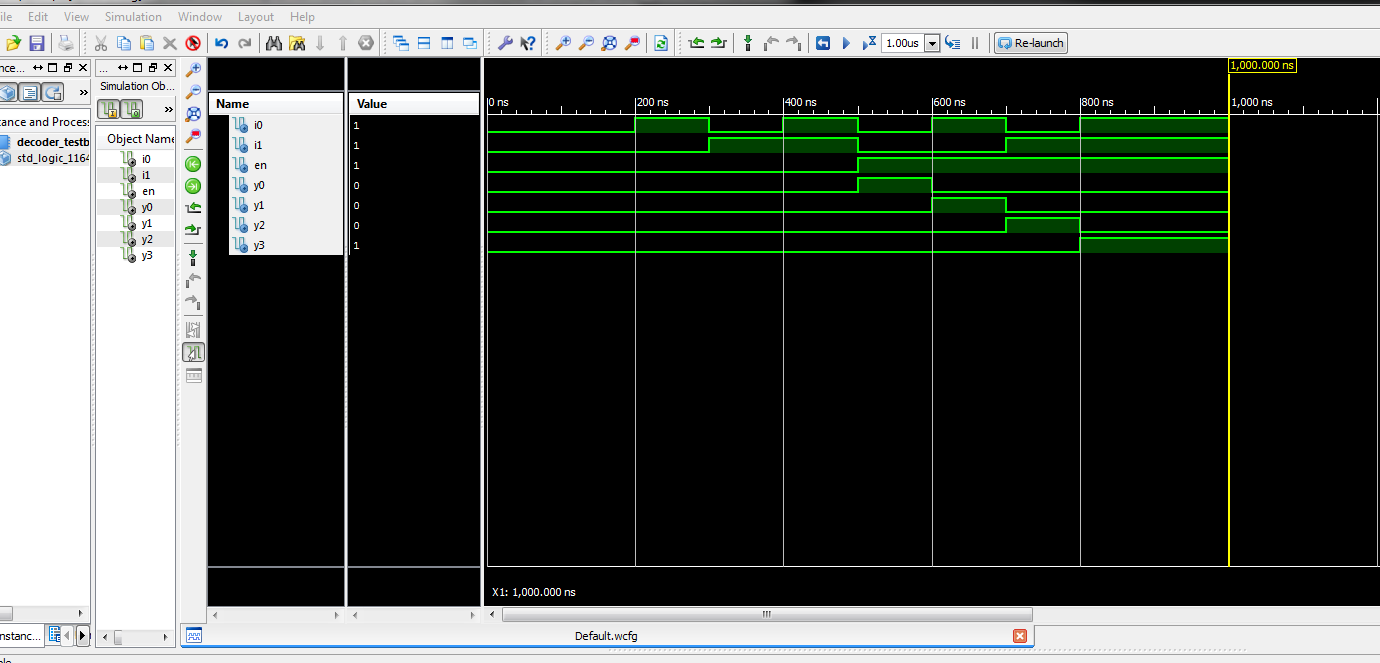 ile Edit View Simulation Window Layout Help
1.00us Re-launch
nce...
...
Simulation Ob...
tance and Process
decoder_testb
std_logic_1164
Object Name
i0
i1
en
y0
y1
y2
y3
Name
i0
i1
en
y0
y1
y2
y3
Value
1
1
1
0
0
0
1
1,000.000 ns
0 ns 200 ns 400 ns 600 ns 800 ns 1,000 ns
X1: 1,000.000 ns
nstanc...
Default.wcfg